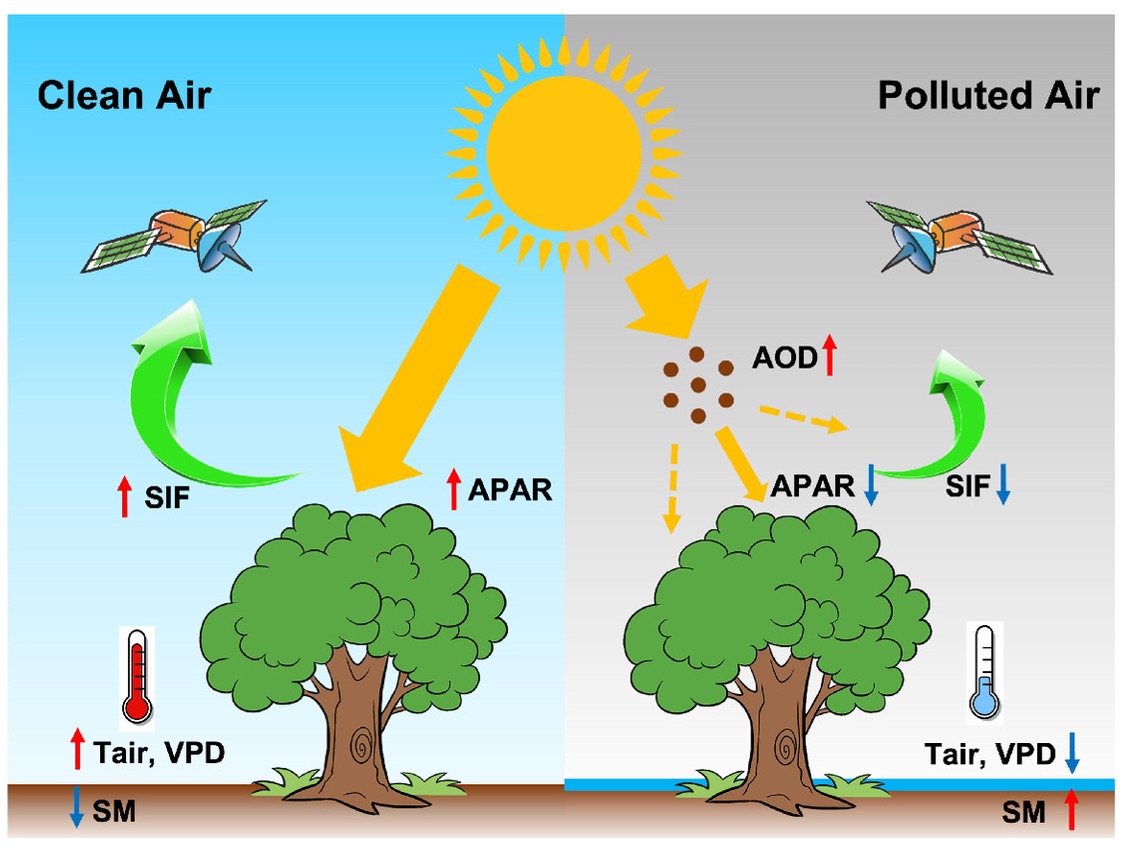 Clean Air
Polluted Air
AOD
SIF
APAR
APAR
SIF
Tair, VPD
SM
Tair, VPD
SM